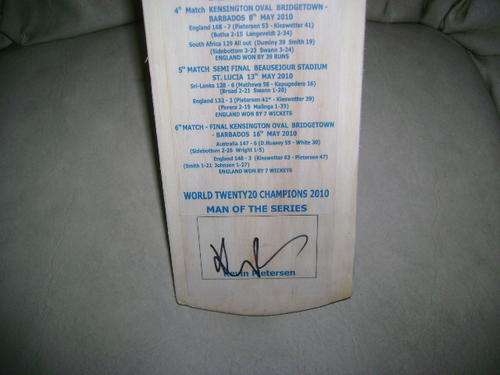 4th Match KENSINGTON OVAL BRIDGETOWN -
BARBADOS 8th MAY 2010
England 168 - 7 (Pietersen 53 - Kieswetter 41)
(Botha 2-15 Langeveldt 2-34)
South Africa 129 All out (Duminy 39 Smith 19)
(Sidebottom 3-23 Swann 3-24)
ENGLAND WON BY 39 RUNS
5th MATCH SEMI FINAL BEAUSEJOUR STADIUM
ST. LUCIA 13th MAY 2010
Sri-Lanka 128 - 6 (Mathews 58 - Kapugedera 16)
(Broad 2-21 Swann 1-20)
England 132 - 3 (Pietersen 42* - Kieswetter 39)
(Perera 2-19 Malinga 1-35)
ENGLAND WON BY 7 WICKETS
6th MATCH - FINAL KENSINGTON OVAL BRIDGETOWN
- BARBADOS 16th MAY 2010
Australia 147 - 6 (D.Hussey 59 - White 30)
(Sidebottom 2-26 Wright 1-5)
England 148 - 3 (Kieswetter 63 - Pietersen 47)
(Smith 1-21 Johnson 1-27)
ENGLAND WON BY 7 WICKETS
WORLD TWENTY20 CHAMPIONS 2010
MAN OF THE SERIES
Kevin Pietersen